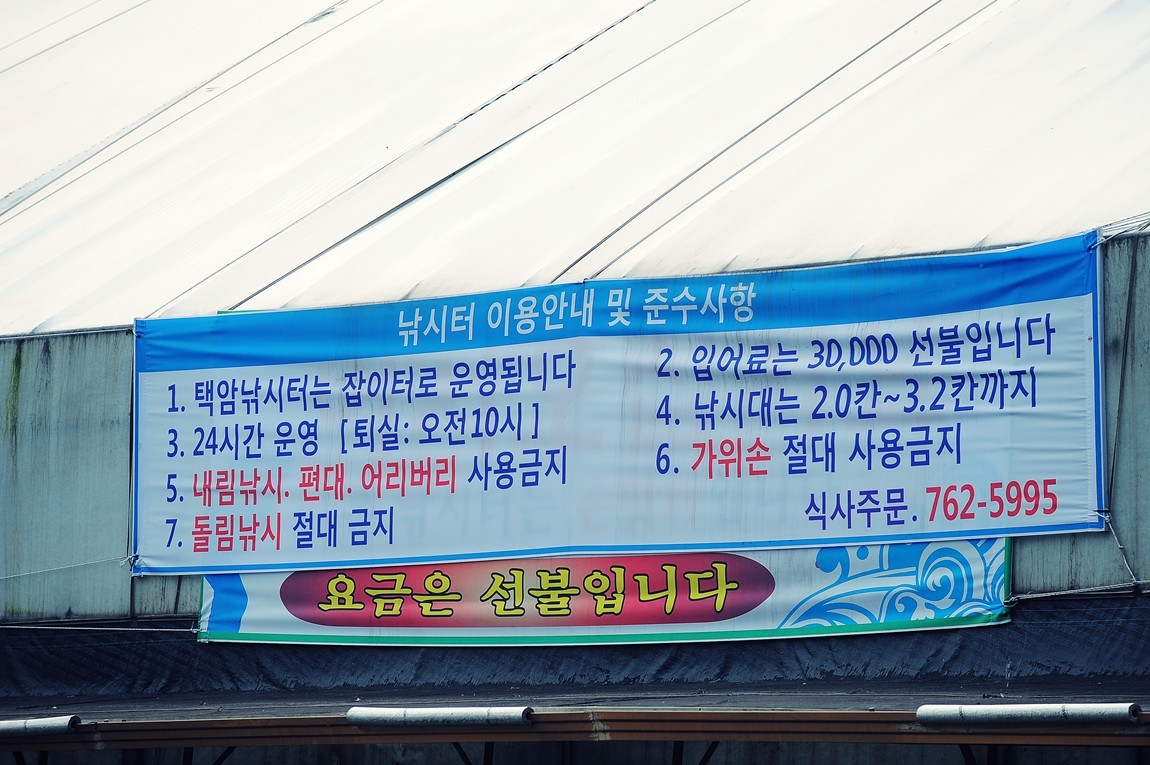 낚시터 이용안내 및 준수사항
1. 택암낚시터는 잡이터로 운영됩니다
2. 입어료는 30,000 선불입니다
3. 24시간 운영 [퇴실: 오전10시]
4. 낚시대는 2.0칸~3.2칸까지
5. 내림낚시. 편대. 어리버리 사용금지
6. 가위손 절대 사용금지
7. 돌림낚시 절대 금지
식사주문. 762-5995
요금은 선불입니다